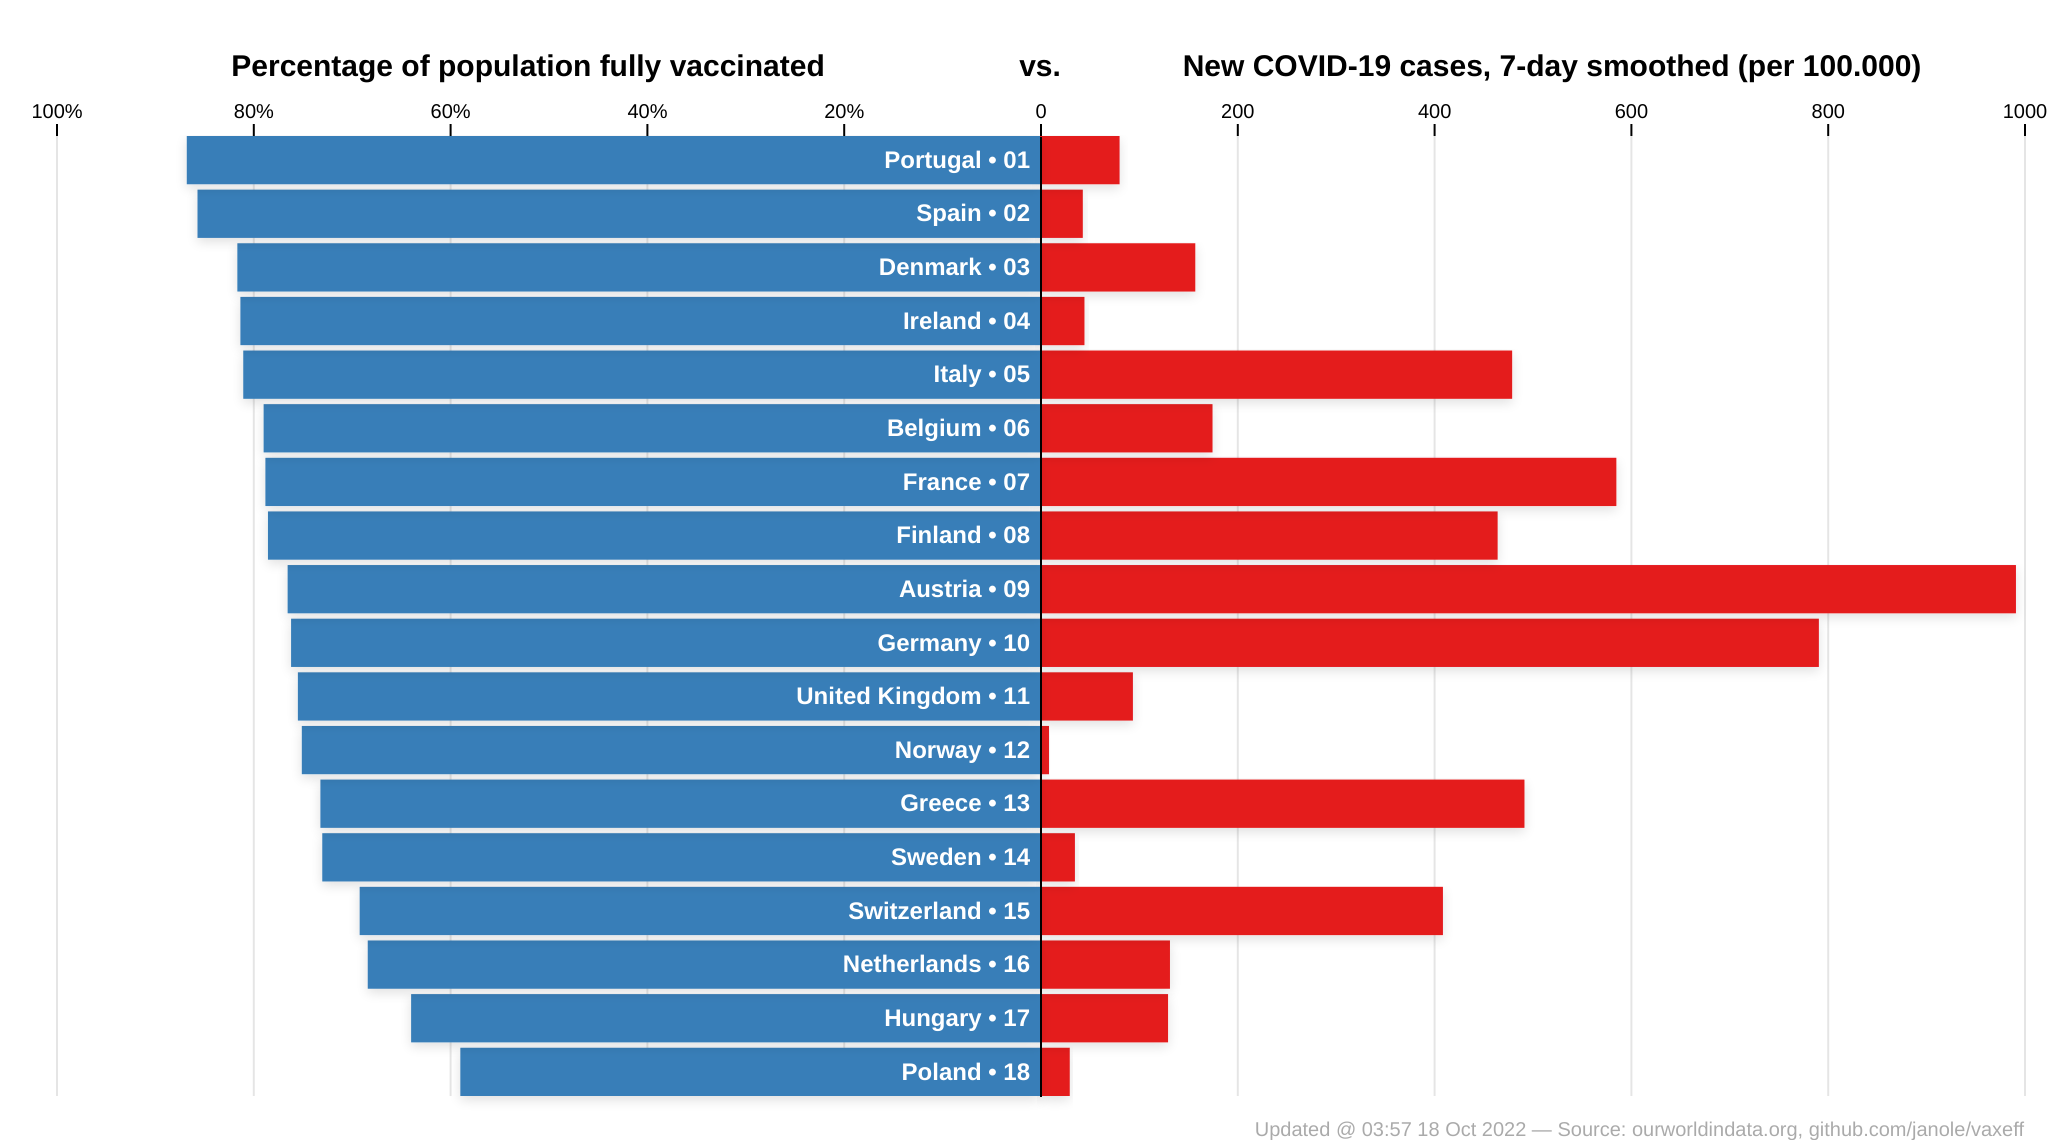 Percentage of population fully vaccinated vs. New COVID-19 cases, 7-day smoothed (per 100.000)
100% 80% 60% 40% 20% 0 200 400 600 800 1000
Portugal • 01
Spain • 02
Denmark • 03
Ireland • 04
Italy • 05
Belgium • 06
France • 07
Finland • 08
Austria • 09
Germany • 10
United Kingdom • 11
Norway • 12
Greece • 13
Sweden • 14
Switzerland • 15
Netherlands • 16
Hungary • 17
Poland • 18
Updated @ 03:57 18 Oct 2022 — Source: ourworldindata.org, github.com/janole/vaxeff